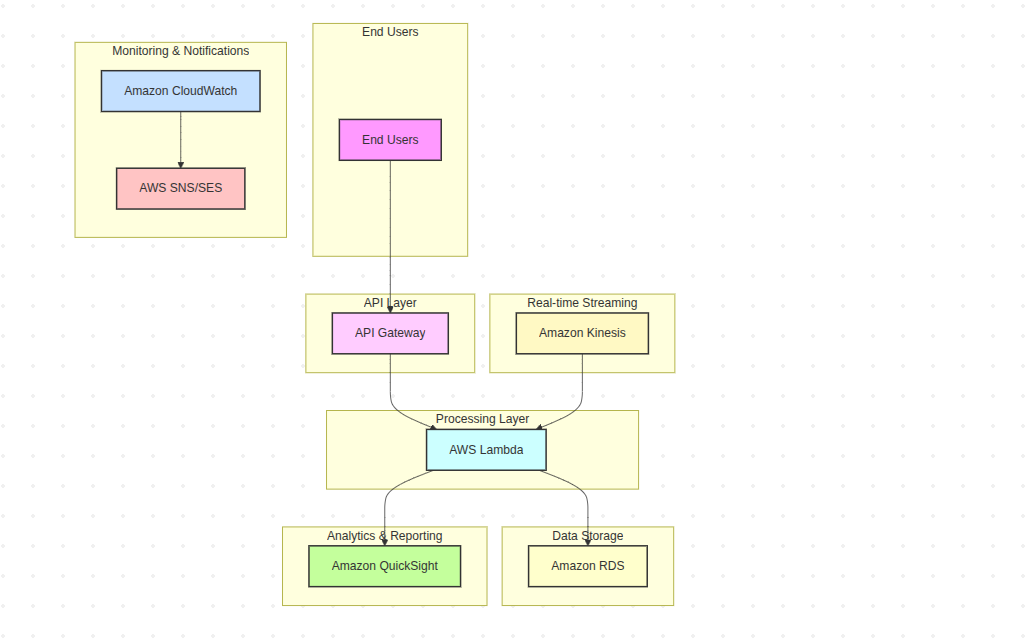 End Users
Monitoring & Notifications
Amazon CloudWatch
End Users
AWS SNS/SES
API Layer
Real-time Streaming
API Gateway
Amazon Kinesis
Processing Layer
AWS Lambda
Analytics & Reporting
Data Storage
Amazon QuickSight
Amazon RDS